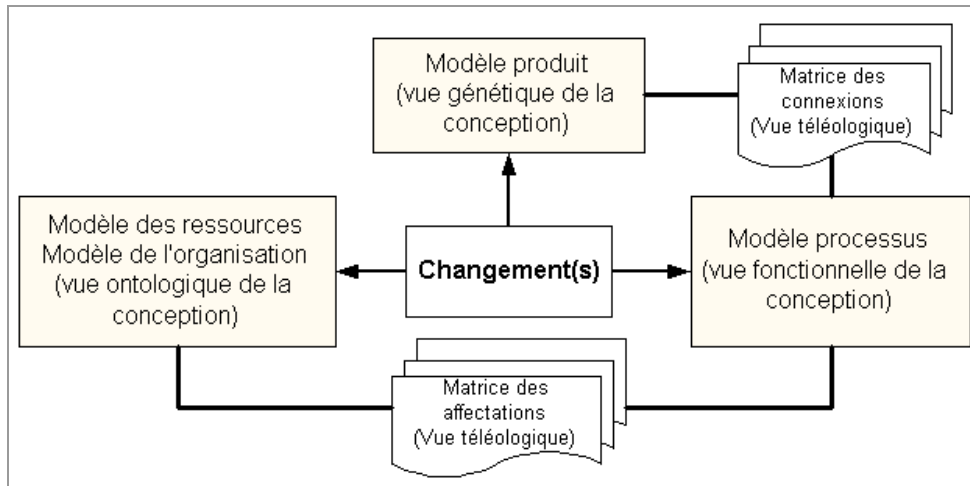 Modèle produit
(vue génétique de la
conception)
Matrice des
connexions
(Vue téléologique)
Modèle des ressources
Modèle de l'organisation
(vue ontologique de la
conception)
Changement(s)
Modèle processus
(vue fonctionnelle de la
conception)
Matrice des
affectations
(Vue téléologique)